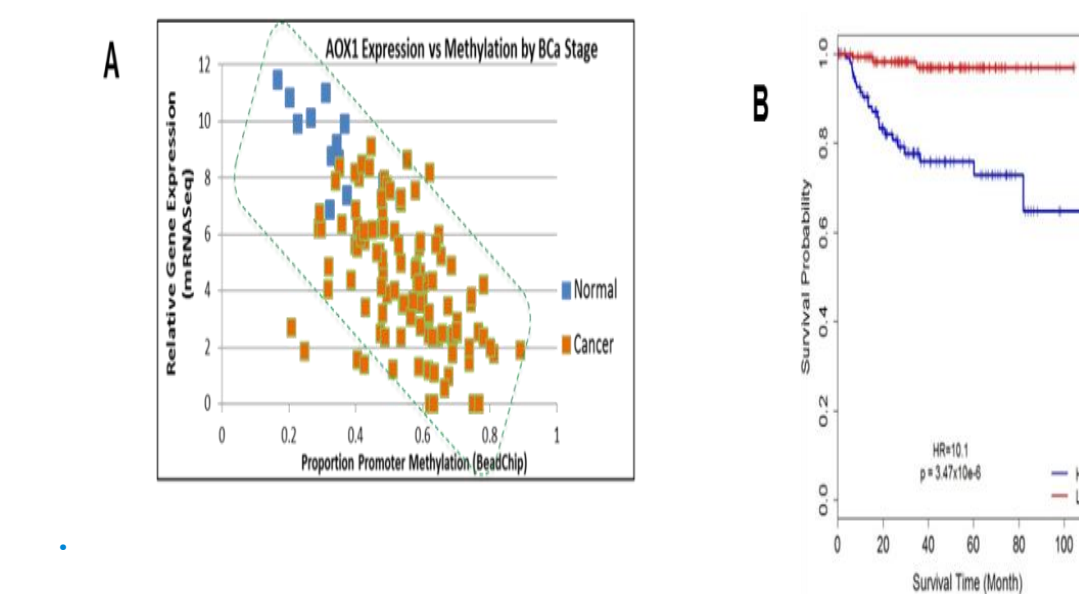 A
AOX1 Expression vs Methylation by BCa Stage
Relative Gene Expression
(mRNASeq)
12
10
8
6
4
2
0
0 0.2 0.4 0.6 0.8 1
Proportion Promoter Methylation (BeadChip)
Normal
Cancer
B
Survival Probability
1.0
0.8
0.6
0.4
0.2
0.0
HR=10.1
p = 3.47x10e-6
0 20 40 60 80 100
Survival Time (Month)